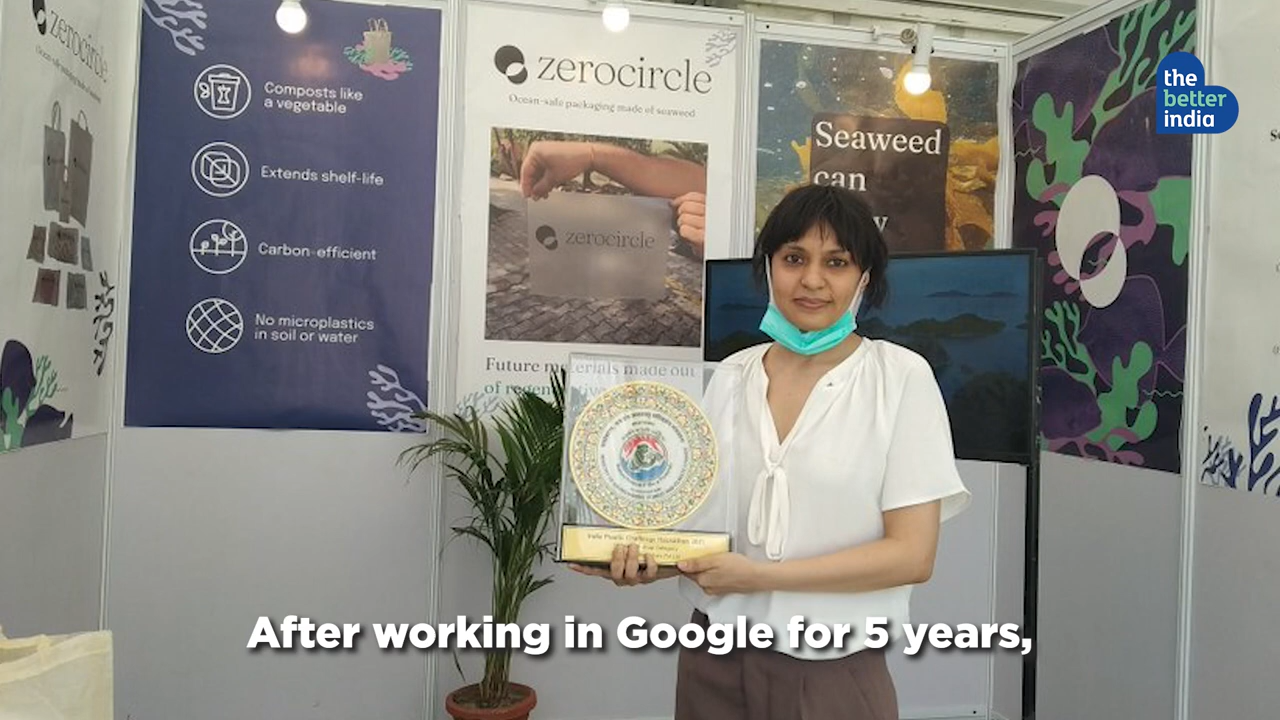 zerocircle
Composts like
a vegetable
Extends shelf-life
Carbon-efficient
No microplastics
in soil or water
zerocircle
Ocean-safe packaging made of seaweed
zerocircle
Future materials made out
Seaweed
can
the
better
india
After working in Google for 5 years,